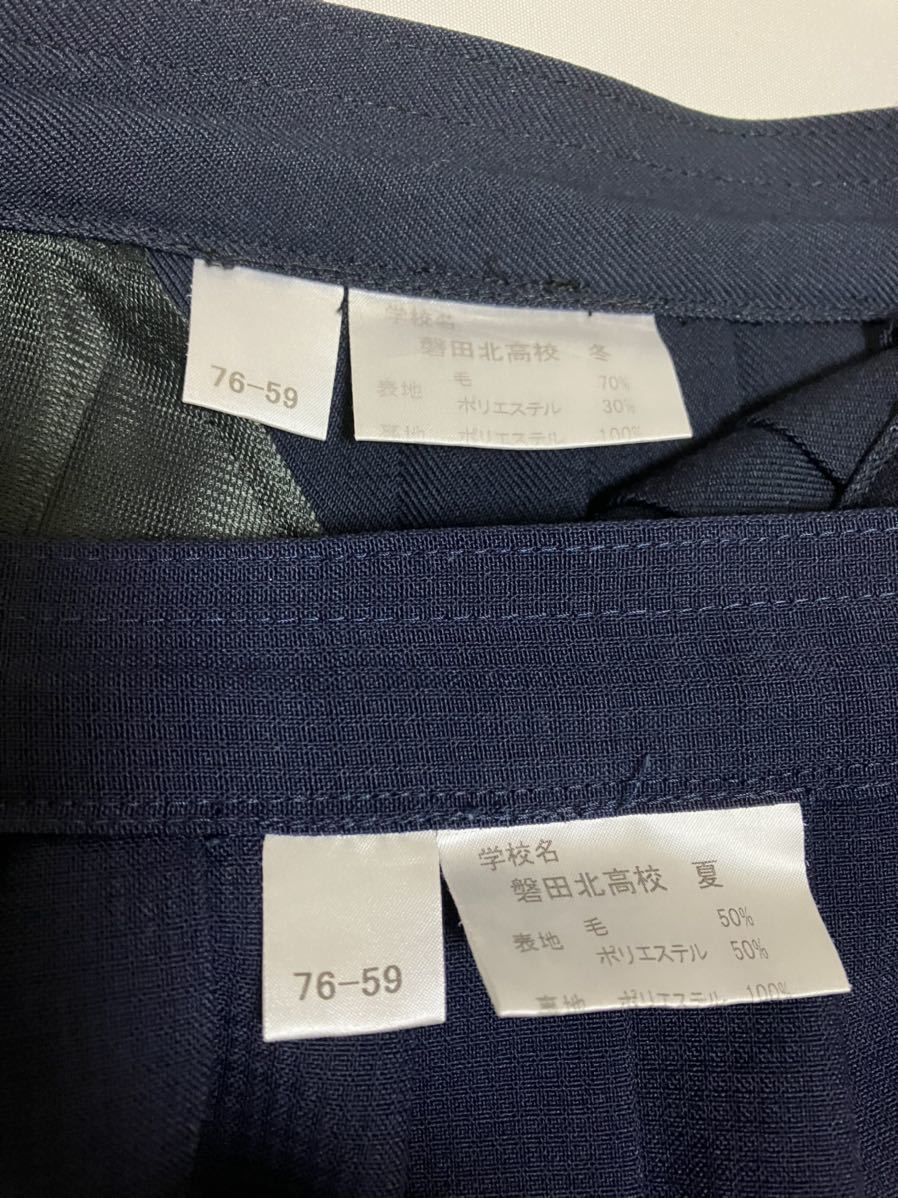 76-59
学校名
磐田北高校 冬
表地 毛 70%
ポリエステル 30%
裏地 ポリエステル 100%
76-59
学校名
磐田北高校 夏
表地 毛 50%
ポリエステル 50%
裏地 ポリエステル 100%